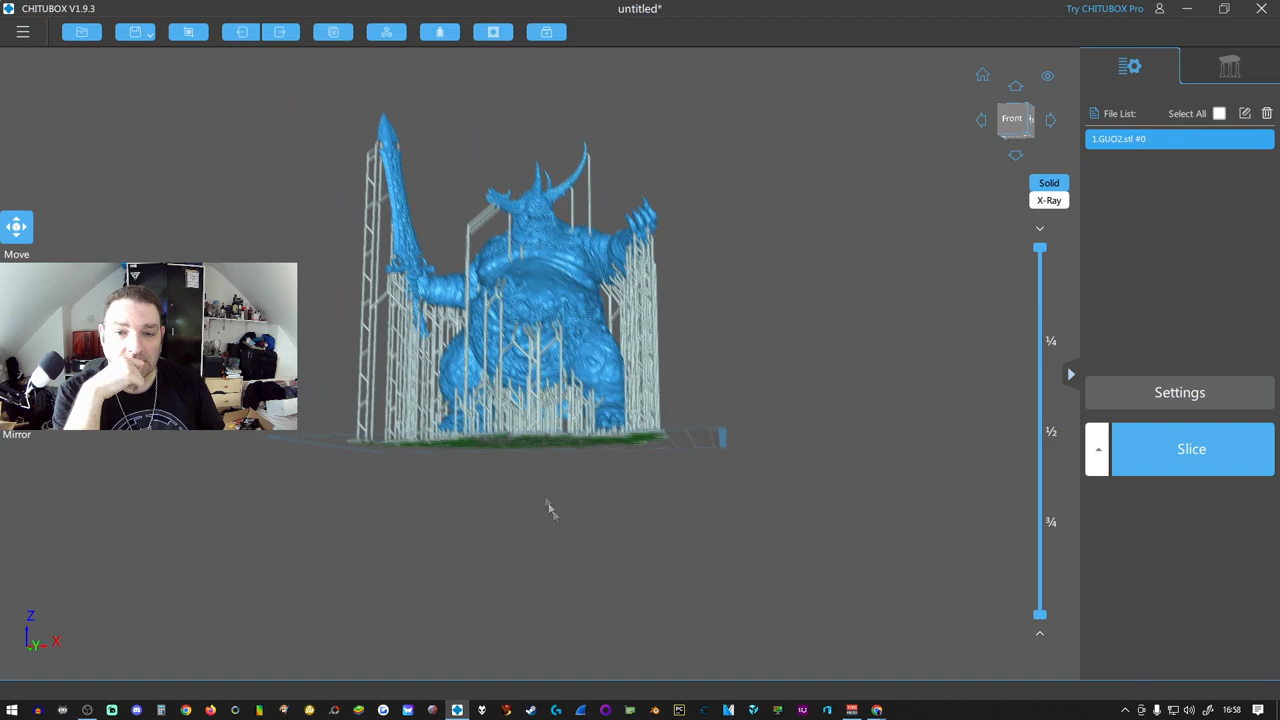 CHITUBOX V1.9.3
untitled*
Try CHITUBOX Pro
Front
File List:
Select All
1.GUO2.stl #0
Solid
X-Ray
Move
1/4
Settings
1/2
Mirror
Slice
3/4
Z
Y
X
16:58